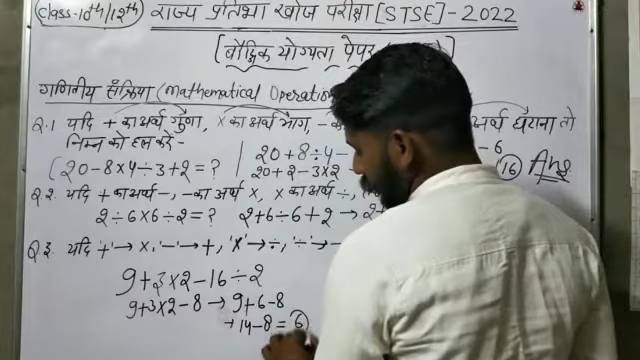 Class-10th/12th राज्य प्रतिभा खोज परीक्षा [STSE]-2022
[बौद्धिक योग्यता पेपर
गणितीय संक्रिया (Mathematical Operation
Q.1 यदि + का अर्थ गुणा, × का अर्थ भाग, - अर्थ घटाना तो
निम्न को हल करें-
(20-8×4÷3+2=? 20+8÷4- -6
20+2-3×2 (16) Ans
Q२. यदि + का अर्थ -, - का अर्थ ×, × का अर्थ ÷,
2÷6×6÷2=? 2+6÷6+2 → 2+
Q३. यदि '+'→×, '-'→+, '×'→÷, '÷'→-
9+3×2-16÷2
9+3×2-8 → 9+6-8
+14-8=6